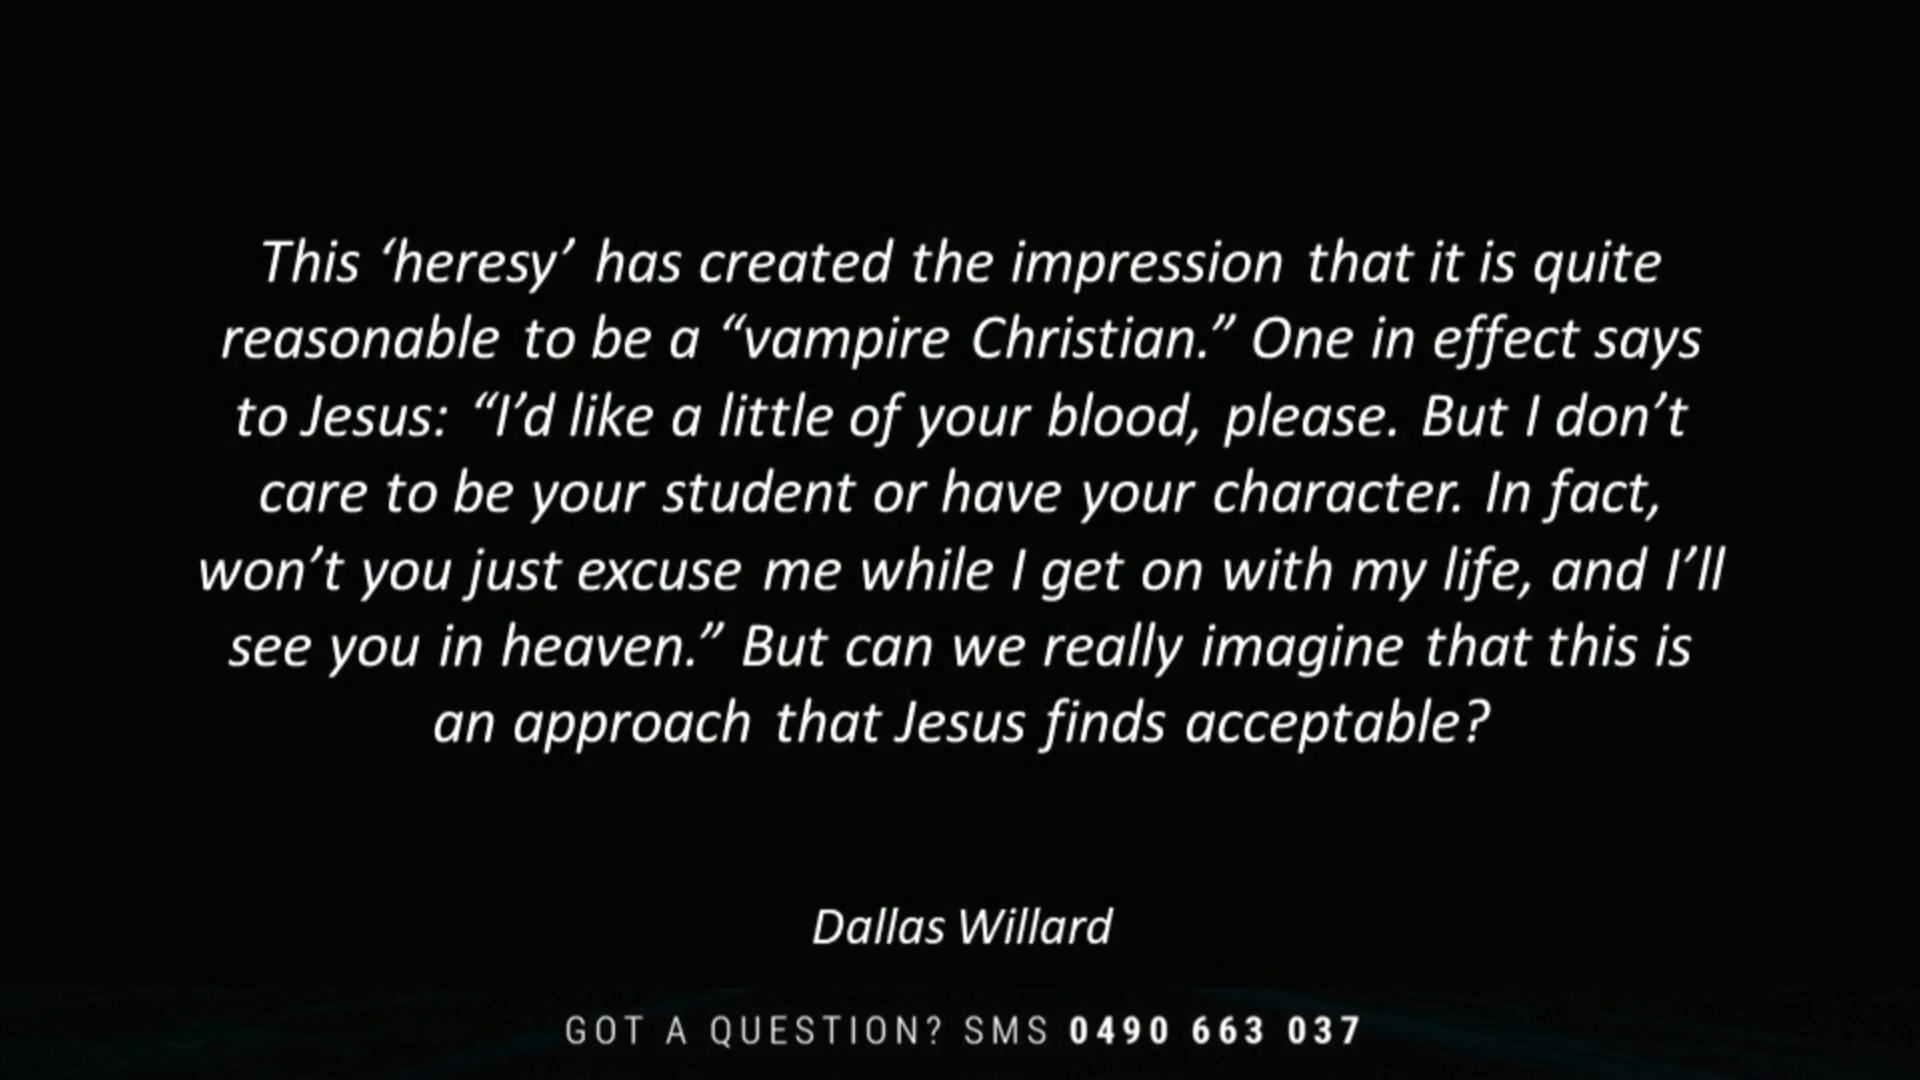 This ‘heresy’ has created the impression that it is quite
reasonable to be a “vampire Christian.” One in effect says
to Jesus: “I’d like a little of your blood, please. But I don’t
care to be your student or have your character. In fact,
won’t you just excuse me while I get on with my life, and I’ll
see you in heaven.” But can we really imagine that this is
an approach that Jesus finds acceptable?
Dallas Willard
GOT A QUESTION? SMS 0490 663 037